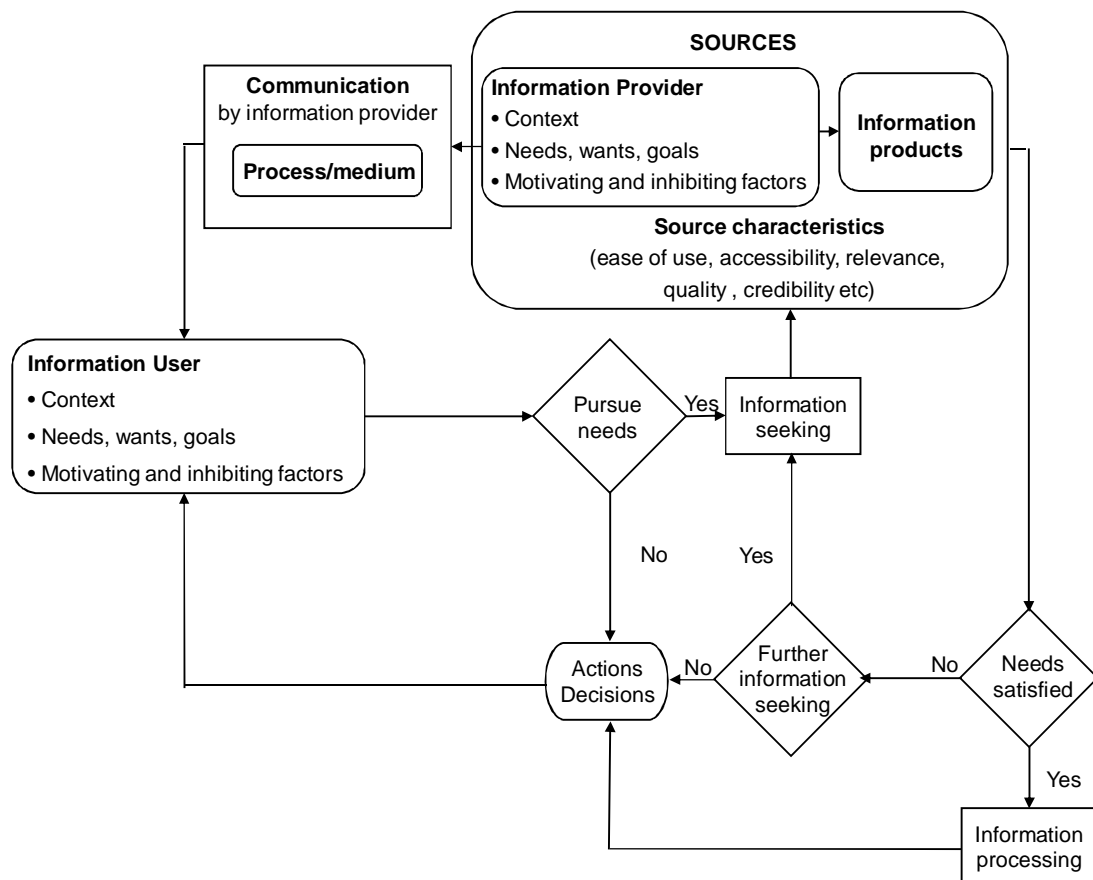 SOURCES
Communication
by information provider
Process/medium
Information Provider
• Context
• Needs, wants, goals
• Motivating and inhibiting factors
Information
products
Source characteristics
(ease of use, accessibility, relevance,
quality , credibility etc)
Information User
• Context
• Needs, wants, goals
• Motivating and inhibiting factors
Pursue
needs
Yes
Information
seeking
No
Yes
Actions
Decisions
No
Further
information
seeking
No
Needs
satisfied
Yes
Information
processing